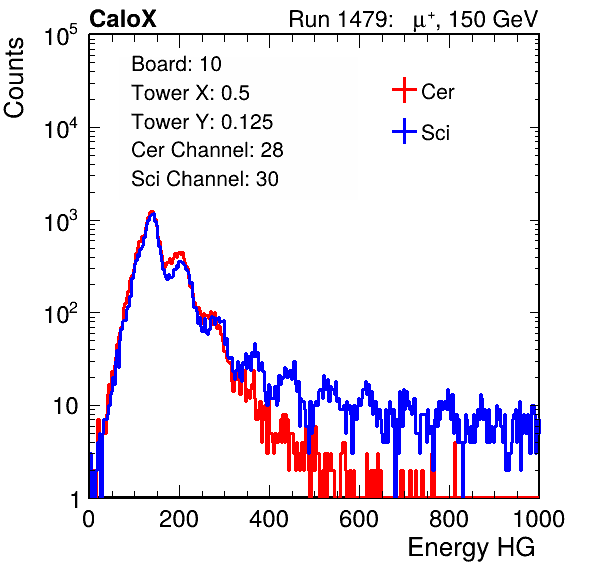 CaloX Run 1479: μ⁺, 150 GeV
Board: 10
Tower X: 0.5
Tower Y: 0.125
Cer Channel: 28
Sci Channel: 30
Cer
Sci
Counts
10⁵
10⁴
10³
10²
10
1
0 200 400 600 800 1000
Energy HG